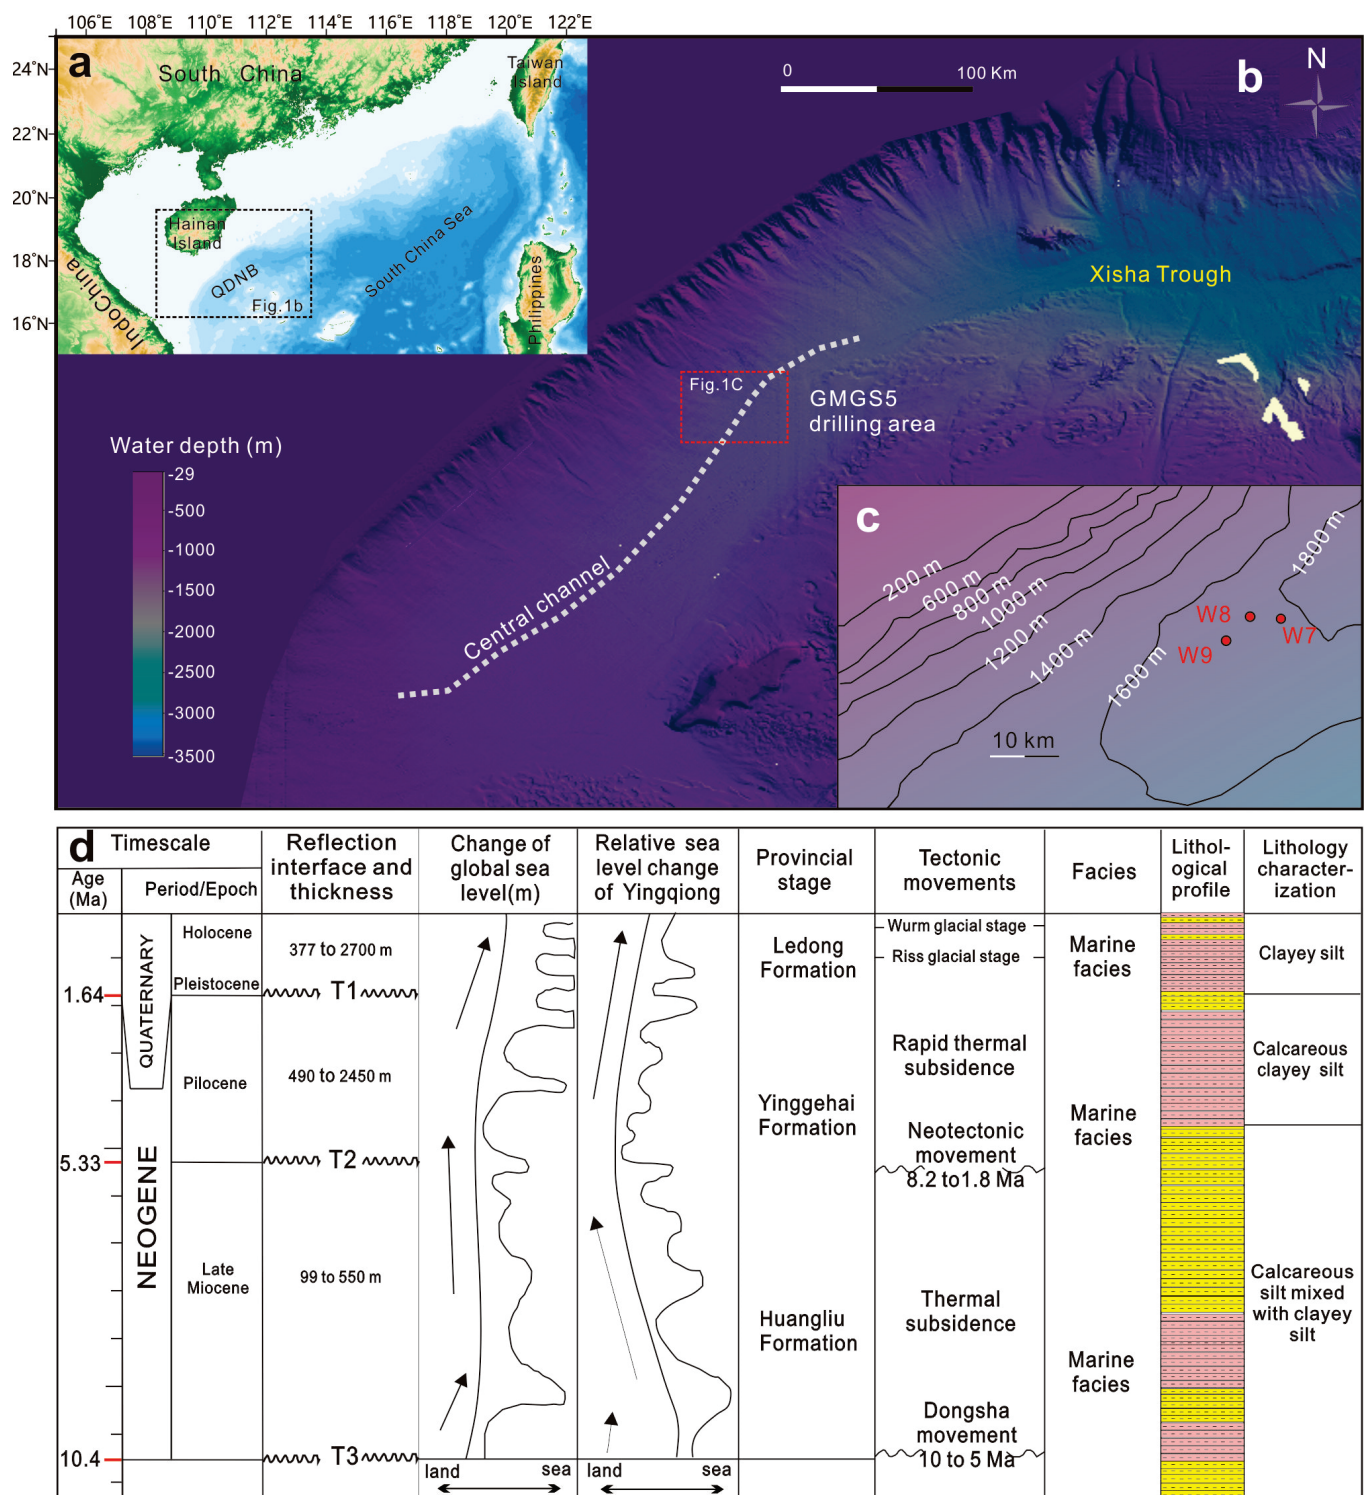 106°E 108°E 110°E 112°E 114°E 116°E 118°E 120°E 122°E
24°N
22°N
20°N
18°N
16°N
a
South China
Taiwan
Island
Hainan
Island
QDNB
Fig.1b
South China Sea
IndoChina
Philippines
0 100 Km
b
N
Xisha Trough
Fig.1C
GMGS5
drilling area
Central channel
Water depth (m)
-29
-500
-1000
-1500
-2000
-2500
-3000
-3500
c
200 m
600 m
800 m
1000 m
1200 m
1400 m
1600 m
1800 m
W8
W7
W9
10 km
d
Timescale
Age
(Ma)
Period/Epoch
Reflection
interface and
thickness
Change of
global sea
level(m)
Relative sea
level change
of Yingqiong
Provincial
stage
Tectonic
movements
Facies
Lithol-
ogical
profile
Lithology
character-
ization
1.64
5.33
10.4
QUATERNARY
NEOGENE
Holocene
Pleistocene
Pilocene
Late
Miocene
377 to 2700 m
T1
490 to 2450 m
T2
99 to 550 m
T3
land sea
land sea
Ledong
Formation
Yinggehai
Formation
Huangliu
Formation
Wurm glacial stage
Riss glacial stage
Rapid thermal
subsidence
Neotectonic
movement
8.2 to1.8 Ma
Thermal
subsidence
Dongsha
movement
10 to 5 Ma
Marine
facies
Marine
facies
Marine
facies
Clayey silt
Calcareous
clayey silt
Calcareous
silt mixed
with clayey
silt